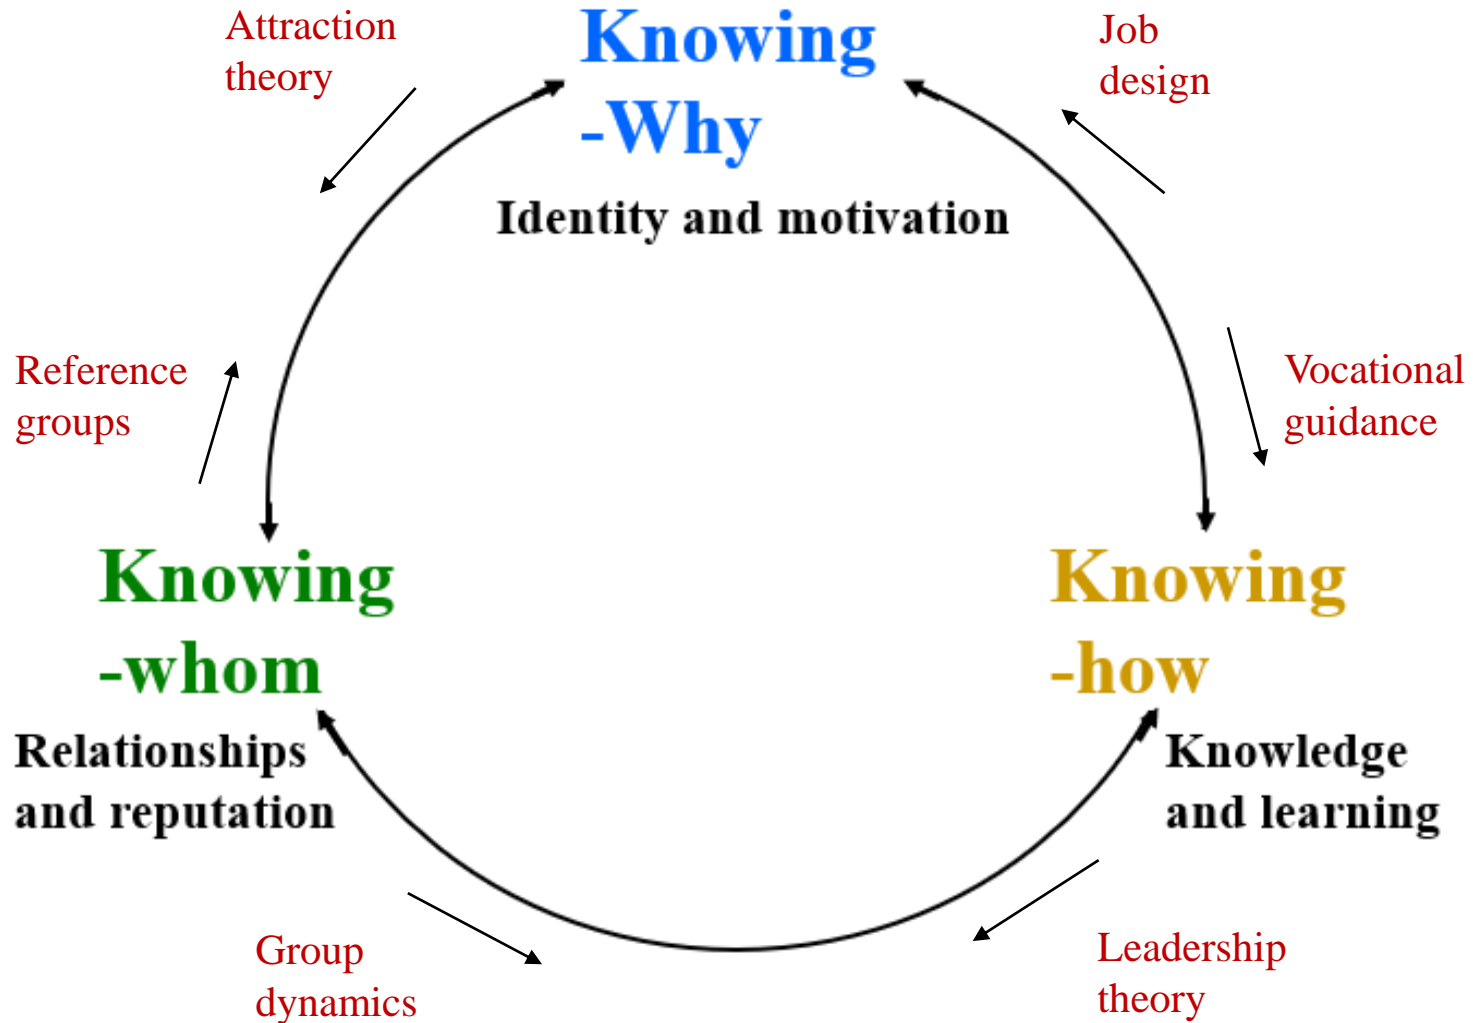 Attraction
theory
Knowing
-Why
Job
design
Identity and motivation
Reference
groups
Vocational
guidance
Knowing
-whom
Knowing
-how
Relationships
and reputation
Knowledge
and learning
Group
dynamics
Leadership
theory